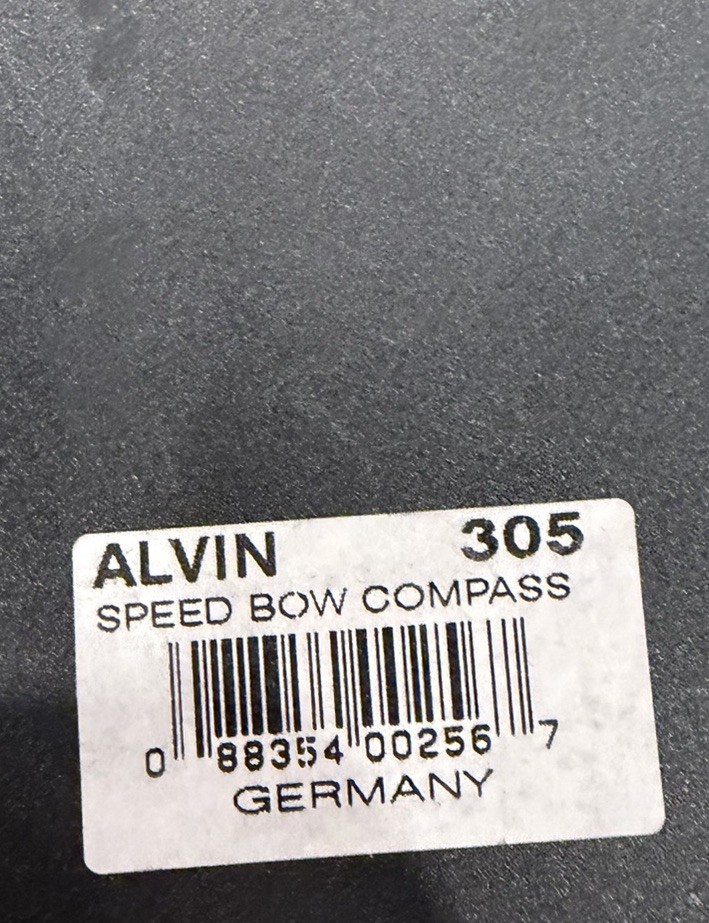 ALVIN 305
SPEED BOW COMPASS
0 88354 00256 7
GERMANY